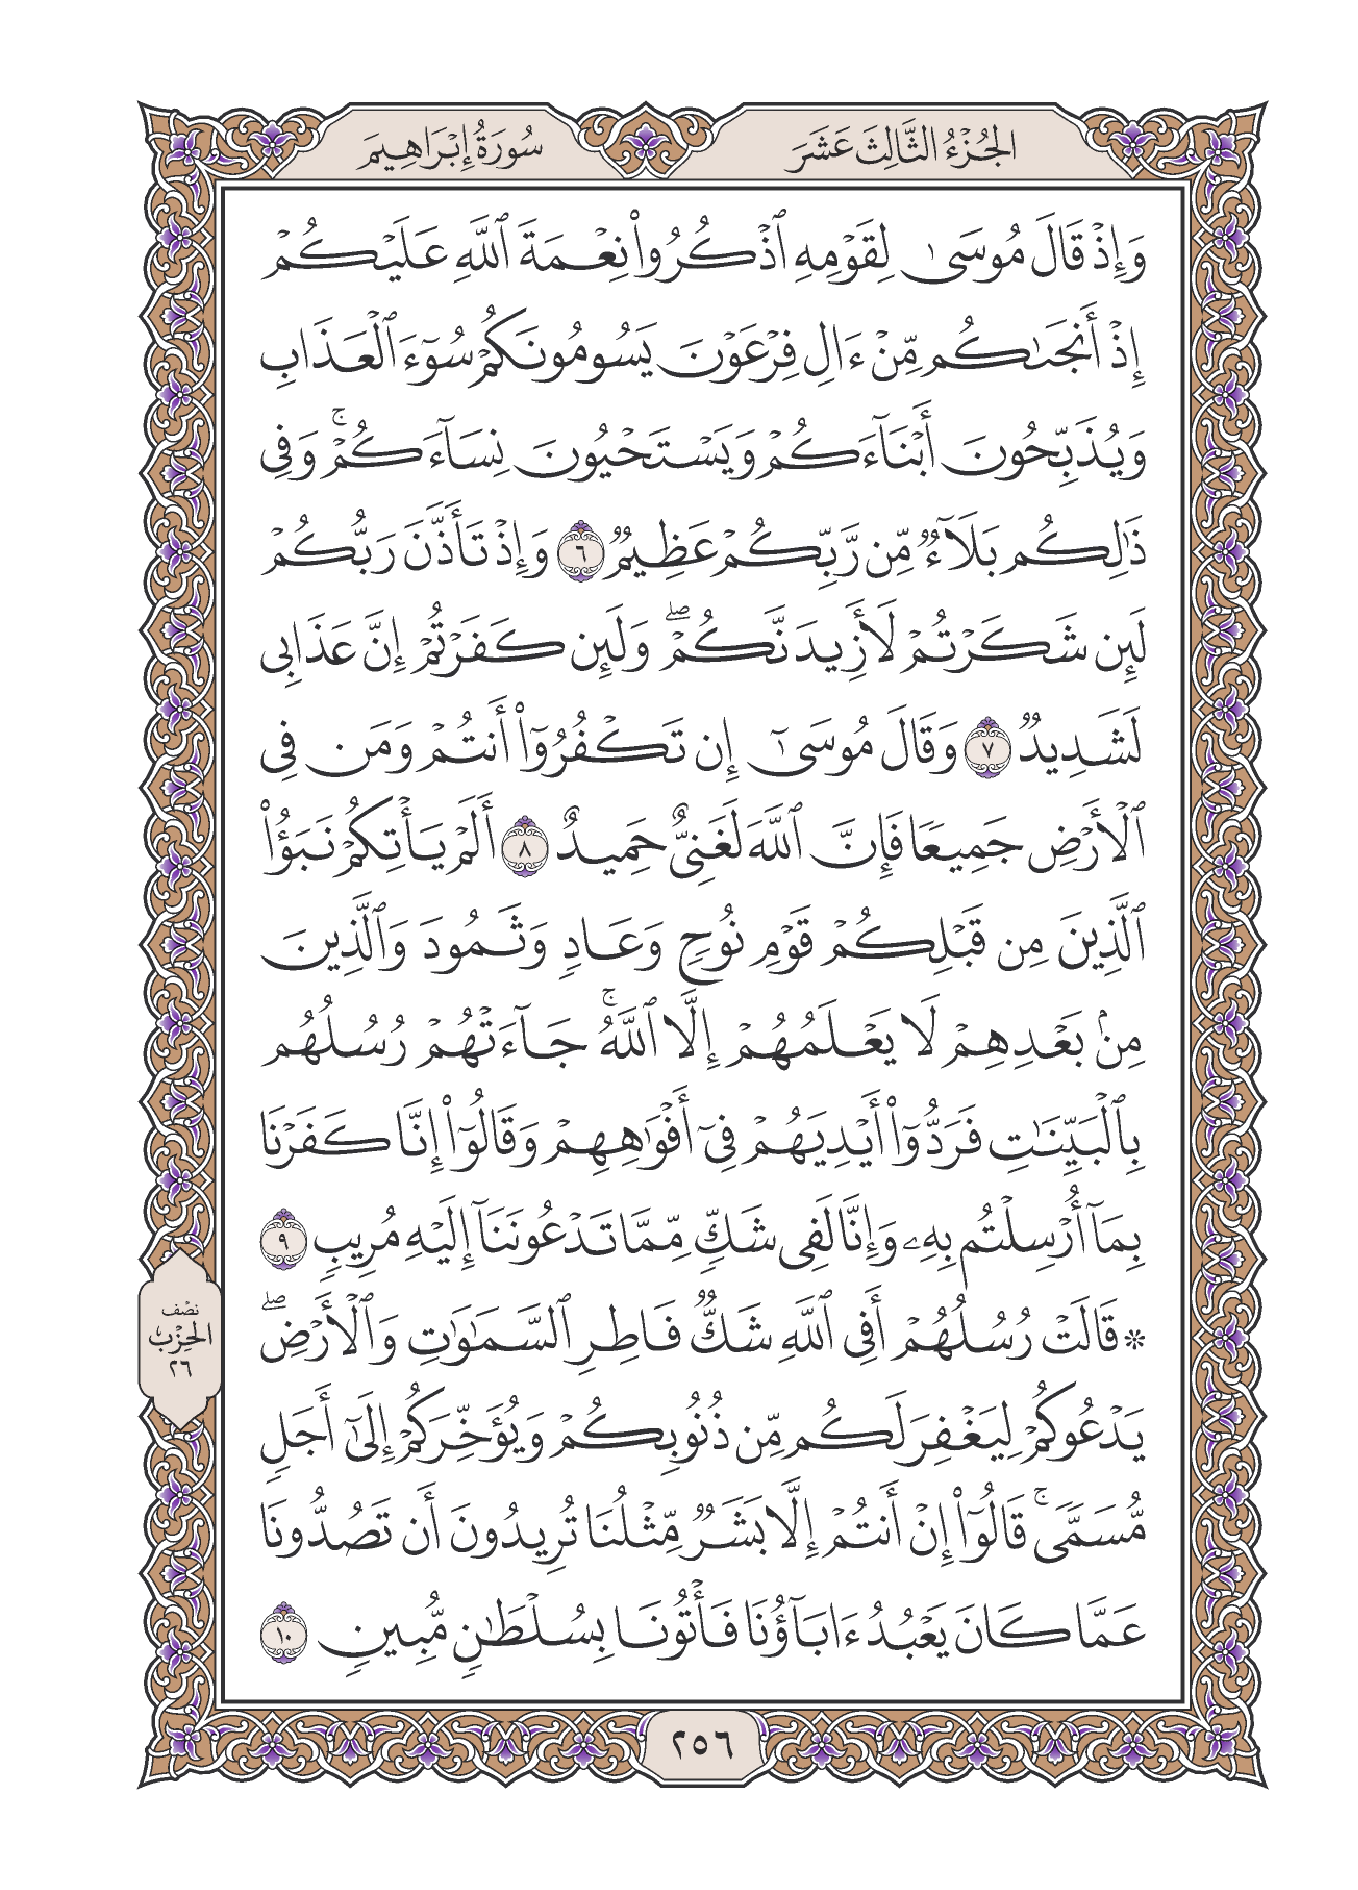 الجُزْءُ الثَّالِثَ عَشَرَ
سُورَةُ إِبْرَاهِيمَ
وَإِذْ قَالَ مُوسَىٰ لِقَوْمِهِ ٱذْكُرُوا۟ نِعْمَةَ ٱللَّهِ عَلَيْكُمْ
إِذْ أَنجَىٰكُم مِّنْ ءَالِ فِرْعَوْنَ يَسُومُونَكُمْ سُوٓءَ ٱلْعَذَابِ
وَيُذَبِّحُونَ أَبْنَآءَكُمْ وَيَسْتَحْيُونَ نِسَآءَكُمْ ۚ وَفِى
ذَٰلِكُم بَلَآءٌ مِّن رَّبِّكُمْ عَظِيمٌ ٦ وَإِذْ تَأَذَّنَ رَبُّكُمْ
لَئِن شَكَرْتُمْ لَأَزِيدَنَّكُمْ ۖ وَلَئِن كَفَرْتُمْ إِنَّ عَذَابِى
لَشَدِيدٌ ٧ وَقَالَ مُوسَىٰٓ إِن تَكْفُرُوٓا۟ أَنتُمْ وَمَن فِى
ٱلْأَرْضِ جَمِيعًا فَإِنَّ ٱللَّهَ لَغَنِىٌّ حَمِيدٌ ٨ أَلَمْ يَأْتِكُمْ نَبَؤُا۟
ٱلَّذِينَ مِن قَبْلِكُمْ قَوْمِ نُوحٍ وَعَادٍ وَثَمُودَ وَٱلَّذِينَ
مِنۢ بَعْدِهِمْ لَا يَعْلَمُهُمْ إِلَّا ٱللَّهُ ۚ جَآءَتْهُمْ رُسُلُهُم
بِٱلْبَيِّنَـٰتِ فَرَدُّوٓا۟ أَيْدِيَهُمْ فِىٓ أَفْوَٰهِهِمْ وَقَالُوٓا۟ إِنَّا كَفَرْنَا
بِمَآ أُرْسِلْتُم بِهِۦ وَإِنَّا لَفِى شَكٍّ مِّمَّا تَدْعُونَنَآ إِلَيْهِ مُرِيبٍ ٩
۞ قَالَتْ رُسُلُهُمْ أَفِى ٱللَّهِ شَكٌّ فَاطِرِ ٱلسَّمَـٰوَٰتِ وَٱلْأَرْضِ ۖ
يَدْعُوكُمْ لِيَغْفِرَ لَكُم مِّن ذُنُوبِكُمْ وَيُؤَخِّرَكُمْ إِلَىٰٓ أَجَلٍ
مُّسَمًّى ۚ قَالُوٓا۟ إِنْ أَنتُمْ إِلَّا بَشَرٌ مِّثْلُنَا تُرِيدُونَ أَن تَصُدُّونَا
عَمَّا كَانَ يَعْبُدُ ءَابَآؤُنَا فَأْتُونَا بِسُلْطَـٰنٍ مُّبِينٍ ١٠
نصف
الحِزْب
٢٦
٢٥٦